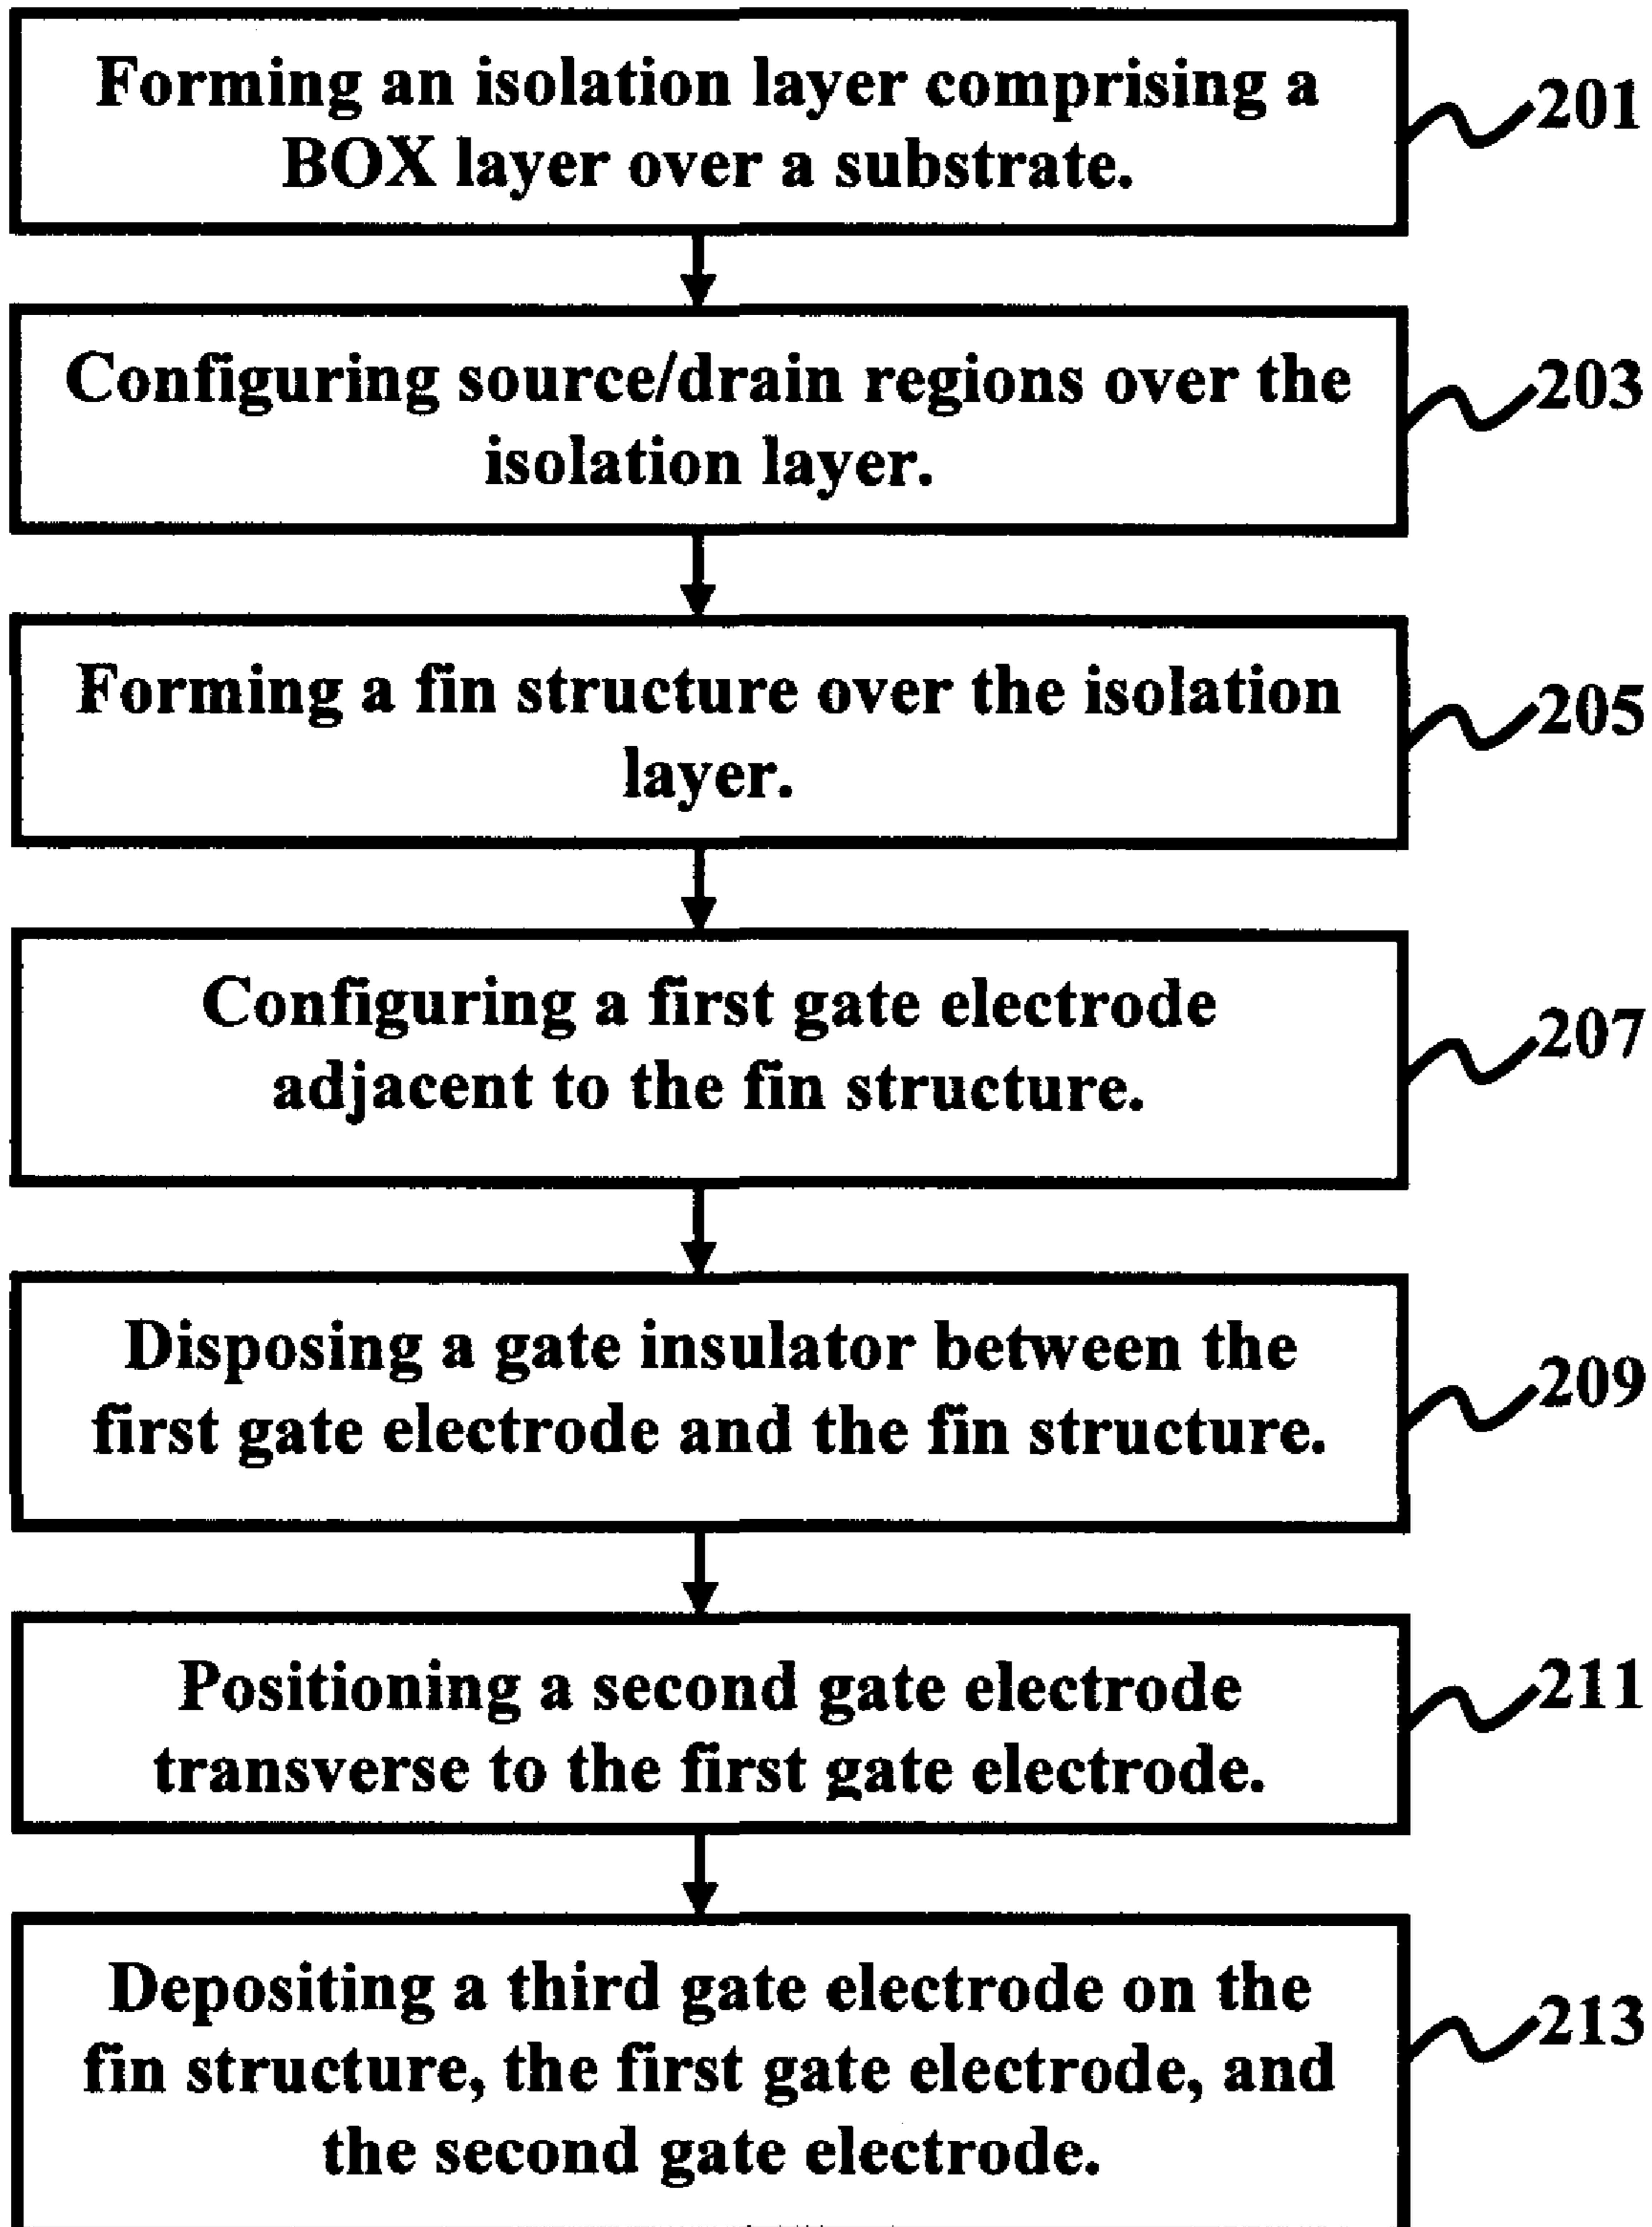 Forming an isolation layer comprising a
BOX layer over a substrate.
201
Configuring source/drain regions over the
isolation layer.
203
Forming a fin structure over the isolation
layer.
205
Configuring a first gate electrode
adjacent to the fin structure.
207
Disposing a gate insulator between the
first gate electrode and the fin structure.
209
Positioning a second gate electrode
transverse to the first gate electrode.
211
Depositing a third gate electrode on the
fin structure, the first gate electrode, and
the second gate electrode.
213